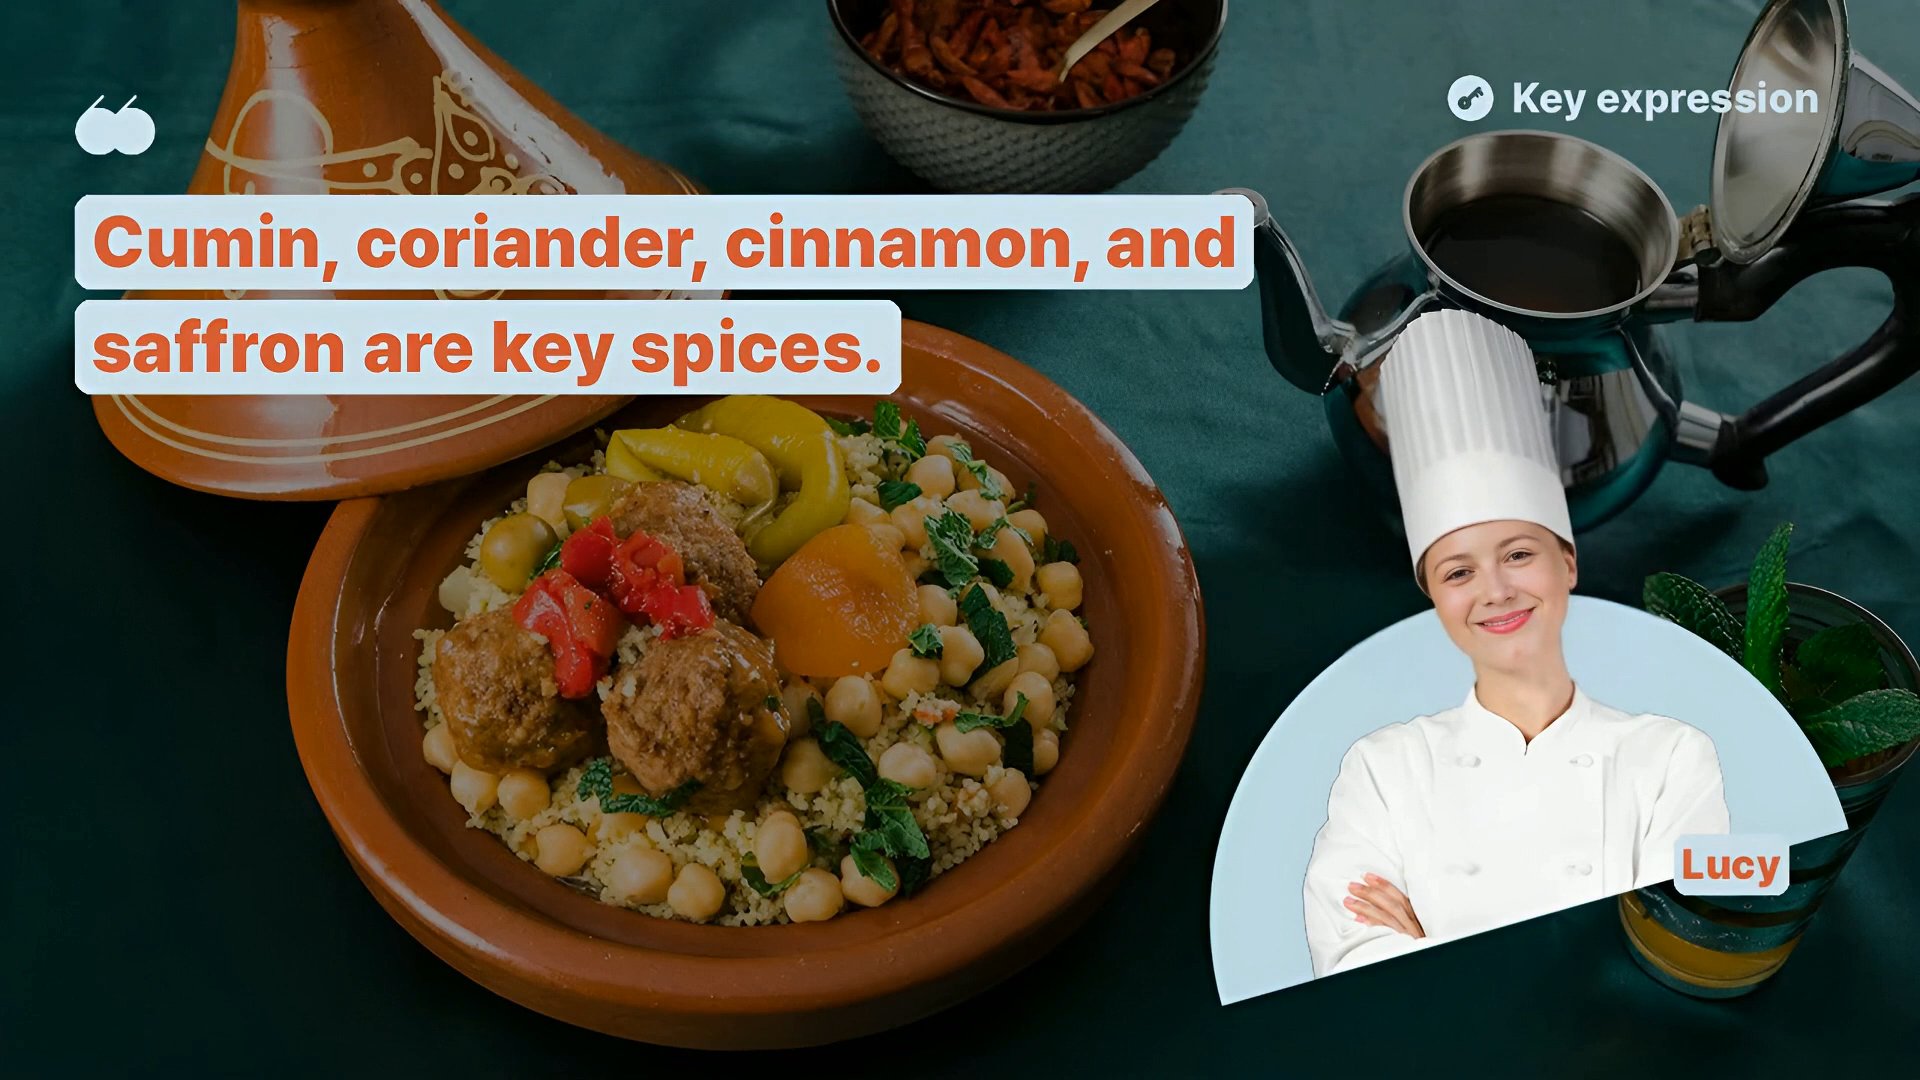 Key expression
“
Cumin, coriander, cinnamon, and
saffron are key spices.
Lucy